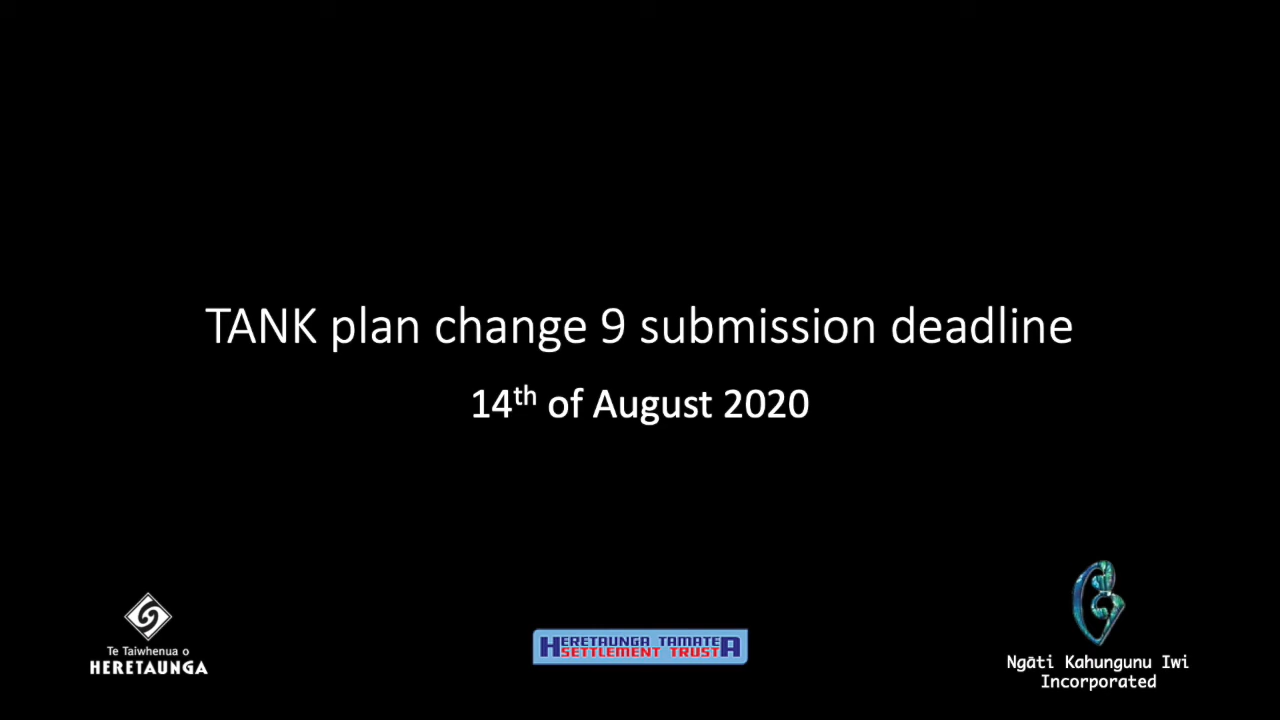 TANK plan change 9 submission deadline
14th of August 2020
Te Taiwhenua o
HERETAUNGA
HERETAUNGA TAMATEA
SETTLEMENT TRUST
Ngāti Kahungunu Iwi
Incorporated